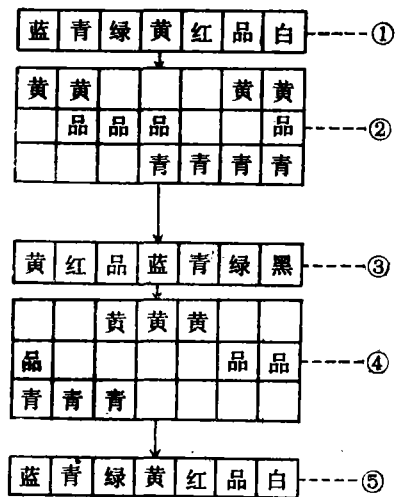 蓝 青 绿 黄 红 品 白 ①
黄 黄 黄 黄
品 品 品 品 ②
青 青 青 青
黄 红 品 蓝 青 绿 黑 ③
黄 黄 黄
品 品 品 ④
青 青 青
蓝 青 绿 黄 红 品 白 ⑤